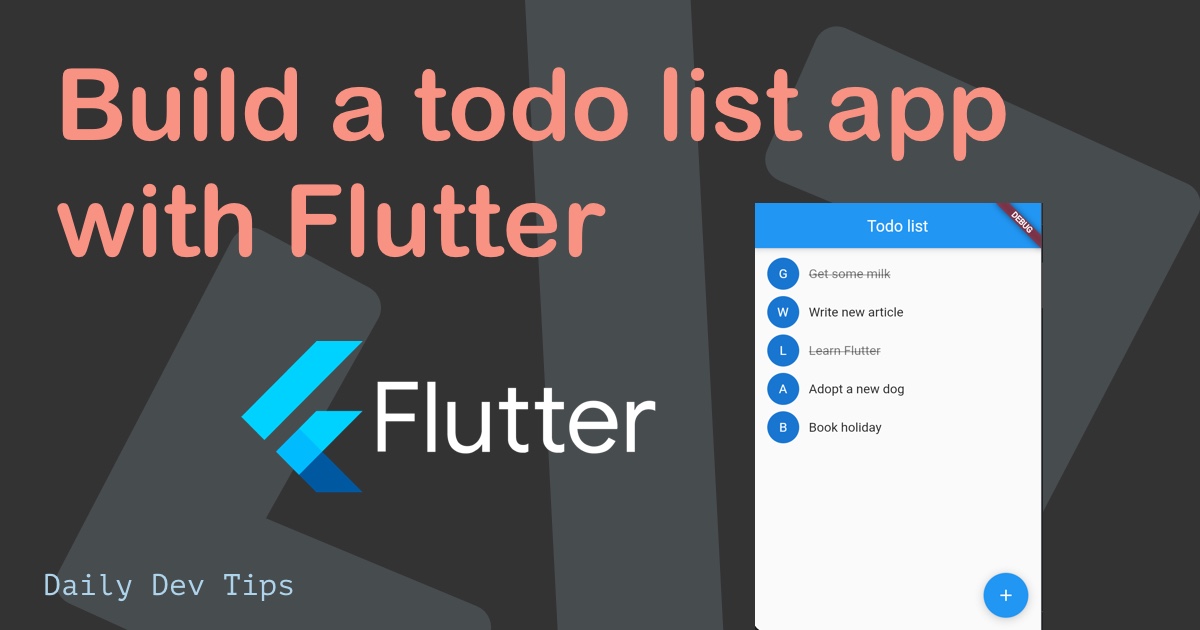 Build a todo list app
with Flutter
Flutter
Daily Dev Tips
Todo list
DEBUG
G Get some milk
W Write new article
L Learn Flutter
A Adopt a new dog
B Book holiday
+